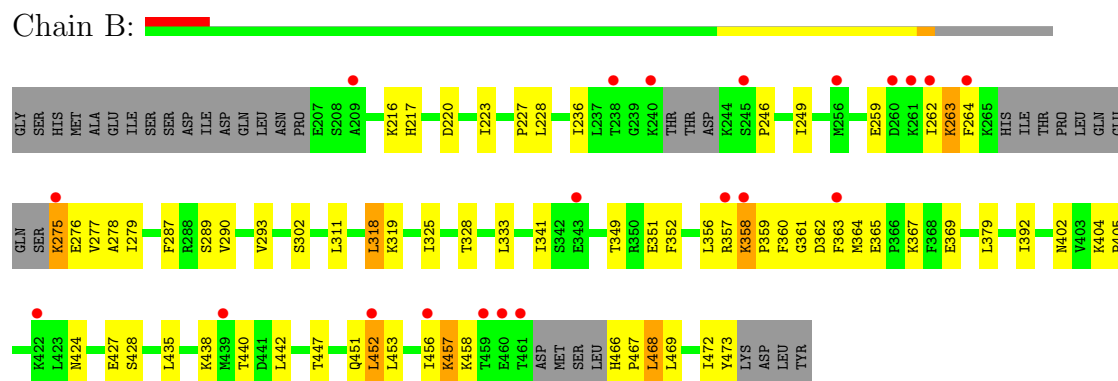 Chain B:
GLY SER HIS MET ALA GLU ILE SER SER ASP ILE ASP GLN LEU ASN PRO E207 S208 A209 K216 H217 D220 I223 P227 L228 I236 L237 T238 G239 K240 THR THR ASP K244 S245 P246 I249 M256 E259 D260 K261 I262 K263 F264 K265 HIS ILE THR PRO LEU GLN GLU
GLN SER K275 E276 V277 A278 I279 F287 R288 S289 V290 V293 S302 L311 L318 K319 I325 T328 L333 I341 S342 E343 T349 R350 E351 F352 L356 R357 K358 P359 F360 G361 D362 F363 M364 E365 P366 K367 F368 E369 L379 I392 N402 V403 K404 P405
K422 L423 N424 E427 S428 L435 K438 M439 T440 D441 L442 T447 Q451 L452 L453 I456 K457 K458 T459 E460 T461 ASP MET SER LEU H466 P467 L468 L469 I472 Y473 LYS ASP LEU TYR